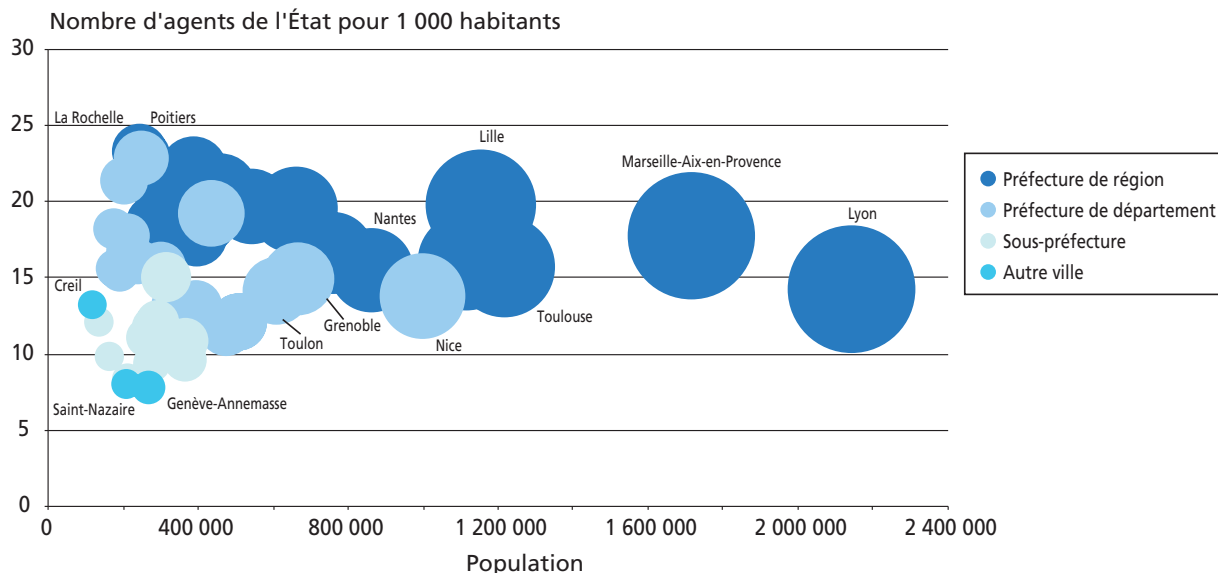 Nombre d'agents de l'État pour 1 000 habitants
30
25
20
15
10
5
0
La Rochelle
Poitiers
Lille
Marseille-Aix-en-Provence
Nantes
Lyon
Creil
Toulouse
Grenoble
Toulon
Nice
Saint-Nazaire
Genève-Annemasse
0
400 000
800 000
1 200 000
1 600 000
2 000 000
2 400 000
Population
Préfecture de région
Préfecture de département
Sous-préfecture
Autre ville